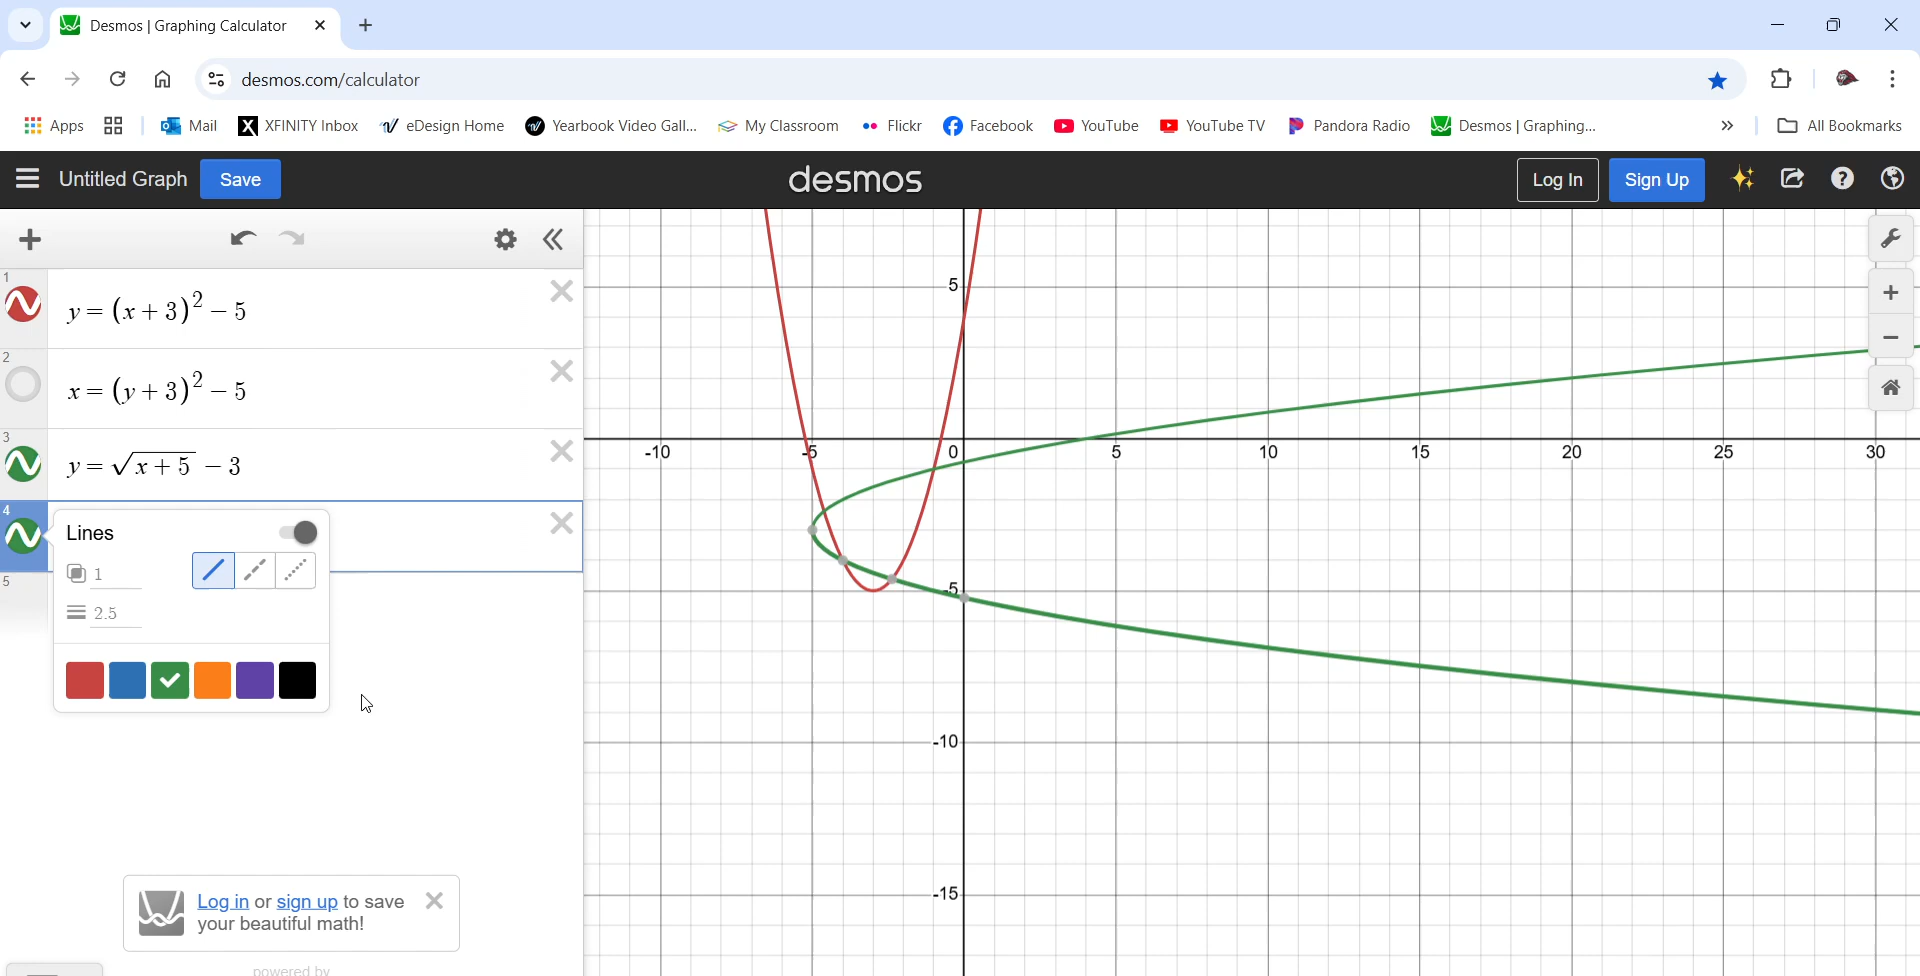 Desmos | Graphing Calculator
desmos.com/calculator
Apps Mail XFINITY Inbox eDesign Home Yearbook Video Gall... My Classroom Flickr Facebook YouTube YouTube TV Pandora Radio Desmos | Graphing... » All Bookmarks
Untitled Graph Save desmos Log In Sign Up
1
y = (x + 3)² − 5
2
x = (y + 3)² − 5
3
y = √(x + 5) − 3
4
Lines
1
2.5
5
Log in or sign up to save
your beautiful math!
powered by
5
-10 -5 0 5 10 15 20 25 30
-5
-10
-15